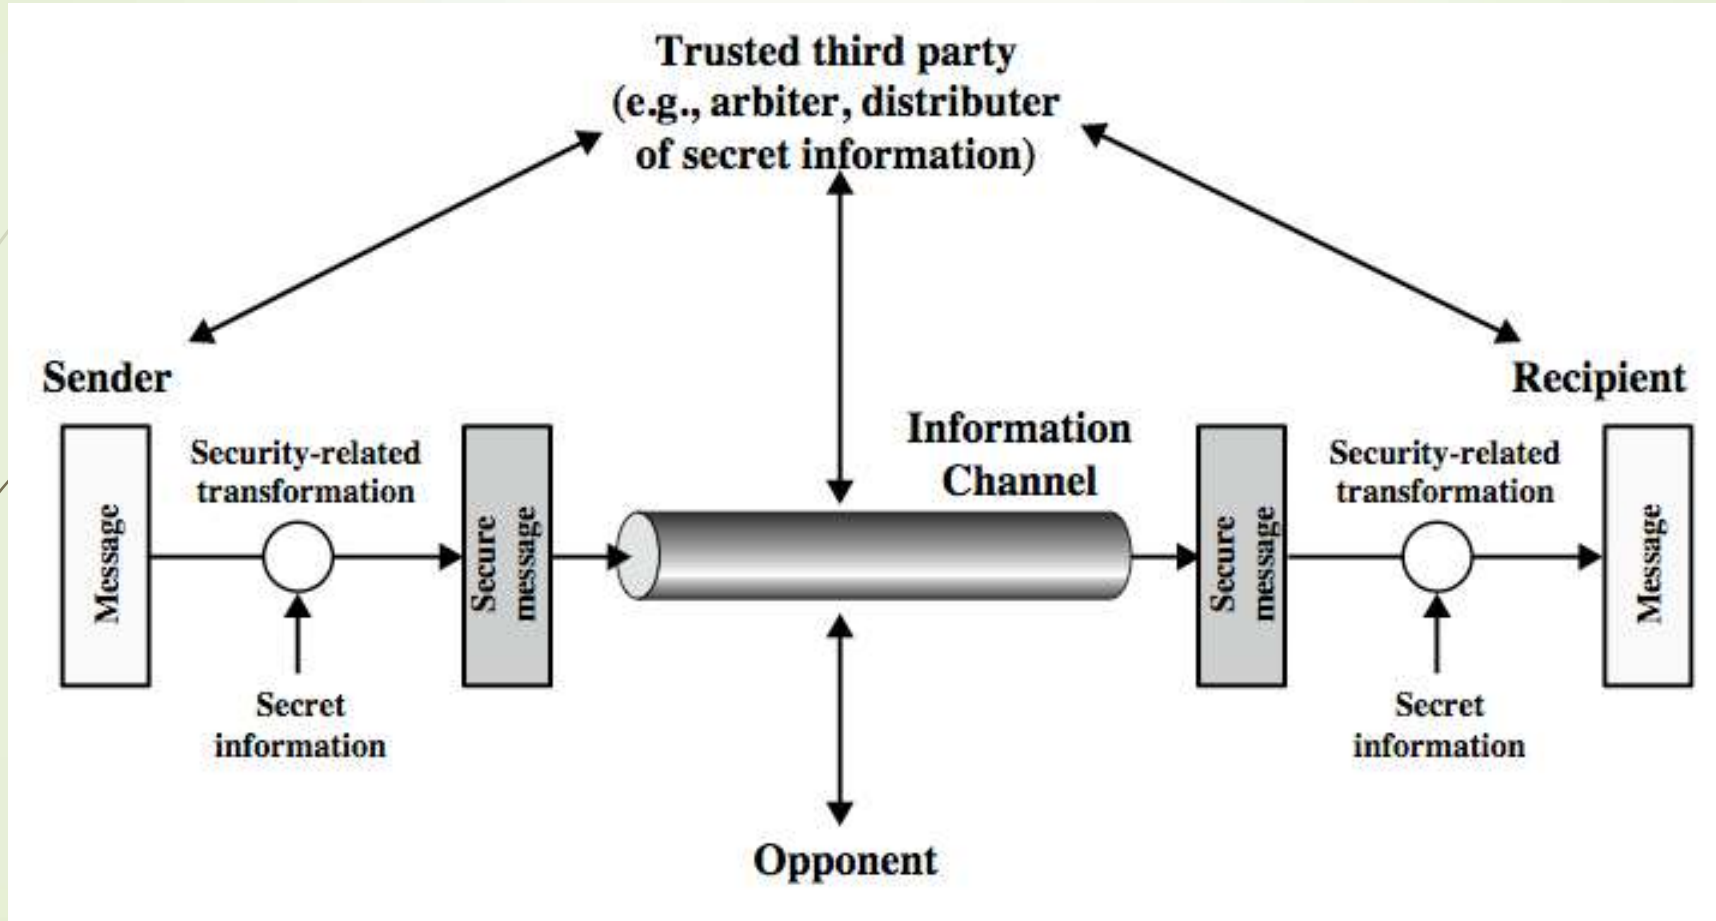 Trusted third party
(e.g., arbiter, distributer
of secret information)
Sender
Recipient
Information
Channel
Security-related
transformation
Security-related
transformation
Message
Secure
message
Secure
message
Message
Secret
information
Secret
information
Opponent